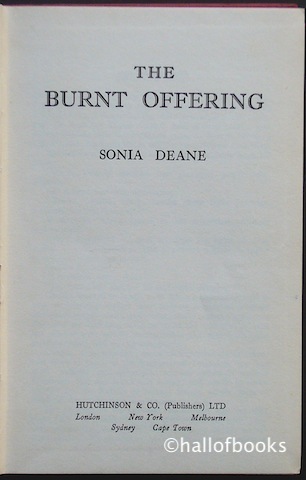 THE
BURNT OFFERING
SONIA DEANE
HUTCHINSON & CO. (Publishers) LTD
London New York Melbourne
Sydney Cape Town
©hallofbooks